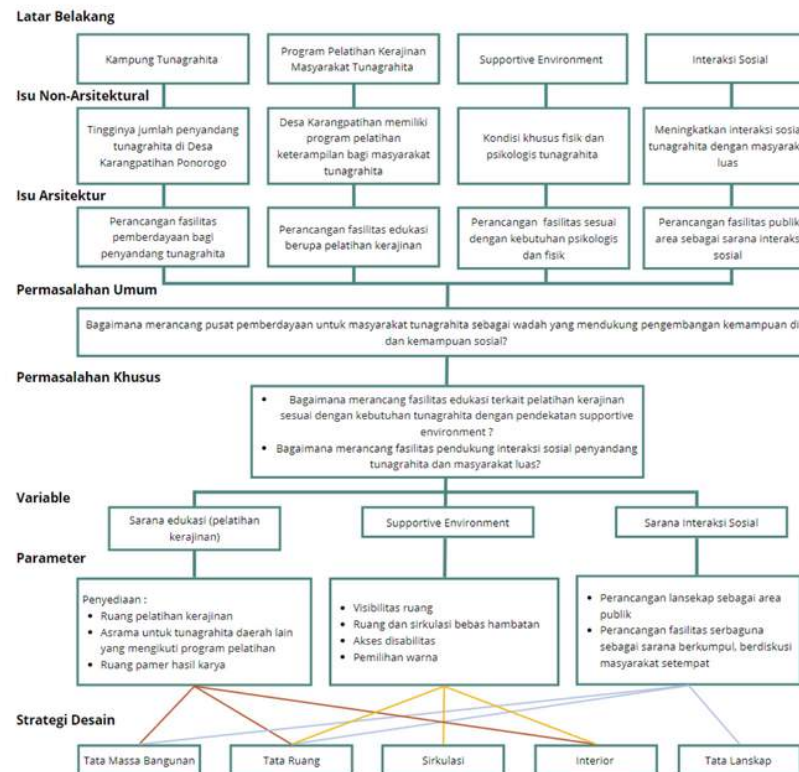 Latar Belakang
Kampung Tunagrahita
Program Pelatihan Kerajinan
Masyarakat Tunagrahita
Supportive Environment
Interaksi Sosial
Isu Non-Arsitektural
Tingginya jumlah penyandang
tunagrahita di Desa
Karangpatihan Ponorogo
Desa Karangpatihan memiliki
program pelatihan
keterampilan bagi masyarakat
tunagrahita
Kondisi khusus fisik dan
psikologis tunagrahita
Meningkatkan interaksi sosia
tunagrahita dengan masyarak
luas
Isu Arsitektur
Perancangan fasilitas
pemberdayaan bagi
penyandang tunagrahita
Perancangan fasilitas edukasi
berupa pelatihan kerajinan
Perancangan fasilitas sesuai
dengan kebutuhan psikologis
dan fisik
Perancangan fasilitas publik
area sebagai sarana interaks
sosial
Permasalahan Umum
Bagaimana merancang pusat pemberdayaan untuk masyarakat tunagrahita sebagai wadah yang mendukung pengembangan kemampuan di
dan kemampuan sosial?
Permasalahan Khusus
• Bagaimana merancang fasilitas edukasi terkait pelatihan kerajinan
sesuai dengan kebutuhan tunagrahita dengan pendekatan supportive
environment ?
• Bagaimana merancang fasilitas pendukung interaksi sosial penyandang
tunagrahita dan masyarakat luas?
Variable
Sarana edukasi (pelatihan
kerajinan)
Supportive Environment
Sarana Interaksi Sosial
Parameter
Penyediaan :
• Ruang pelatihan kerajinan
• Asrama untuk tunagrahita daerah lain
yang mengikuti program pelatihan
• Ruang pamer hasil karya
• Visibilitas ruang
• Ruang dan sirkulasi bebas hambatan
• Akses disabilitas
• Pemilihan warna
• Perancangan lansekap sebagai area
publik
• Perancangan fasilitas serbaguna
sebagai sarana berkumpul, berdiskusi
masyarakat setempat
Strategi Desain
Tata Massa Bangunan
Tata Ruang
Sirkulasi
Interior
Tata Lanskap